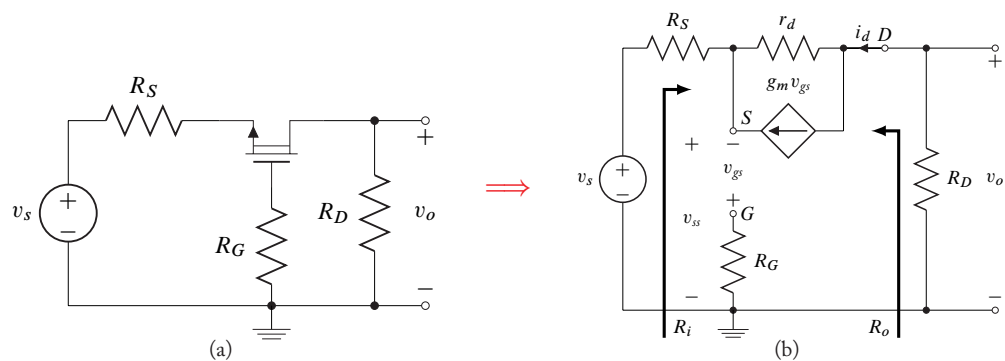 R_S
v_s
+
−
R_G
R_D
+
v_o
−
(a)
⟹
R_S
r_d
i_d D
g_m v_gs
S
−
+
v_gs
+
G
v_ss
R_G
−
v_s
+
−
R_i
R_o
R_D
+
v_o
−
(b)